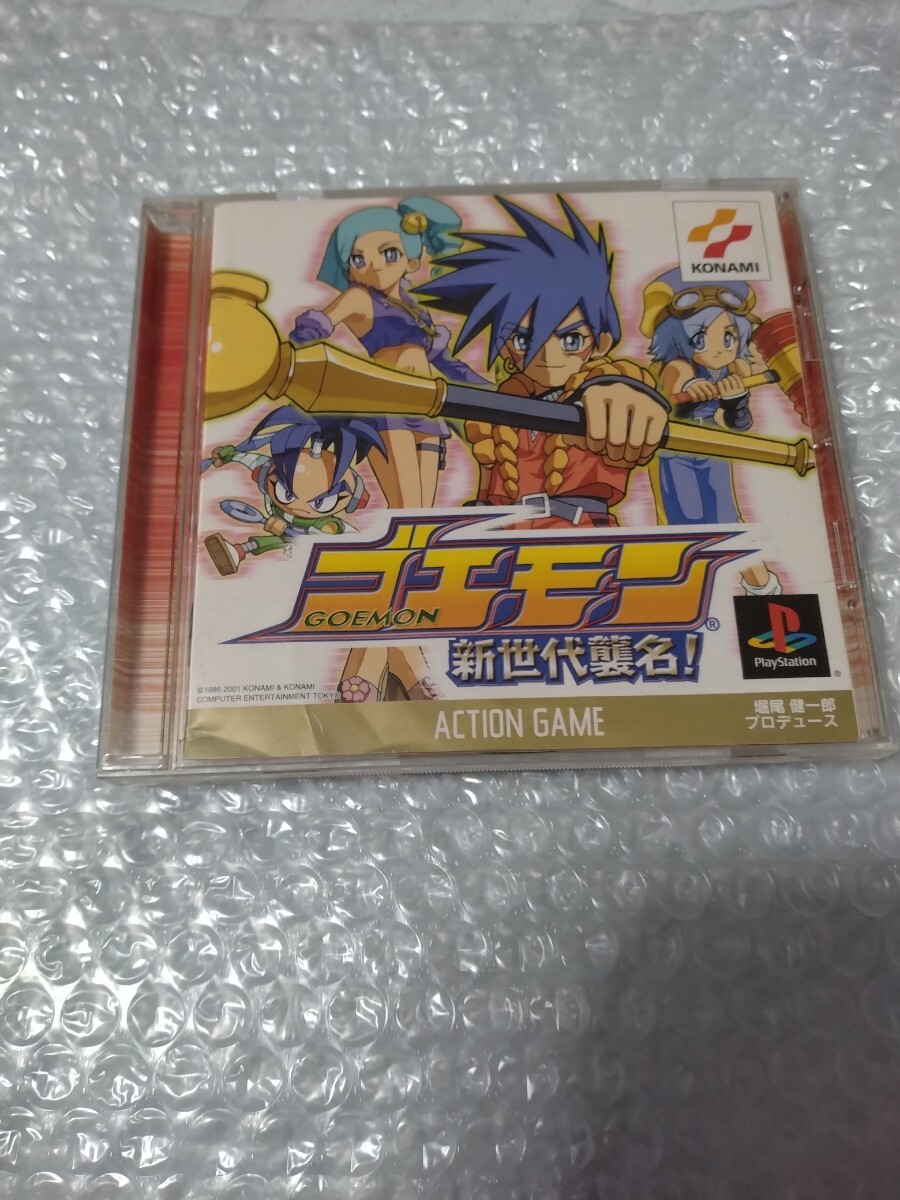 KONAMI
ゴエモン
GOEMON
®
新世代襲名!
PlayStation
®
©1986 2001 KONAMI & KONAMI
COMPUTER ENTERTAINMENT TOKYO
ACTION GAME
堀尾 健一郎
プロデュース